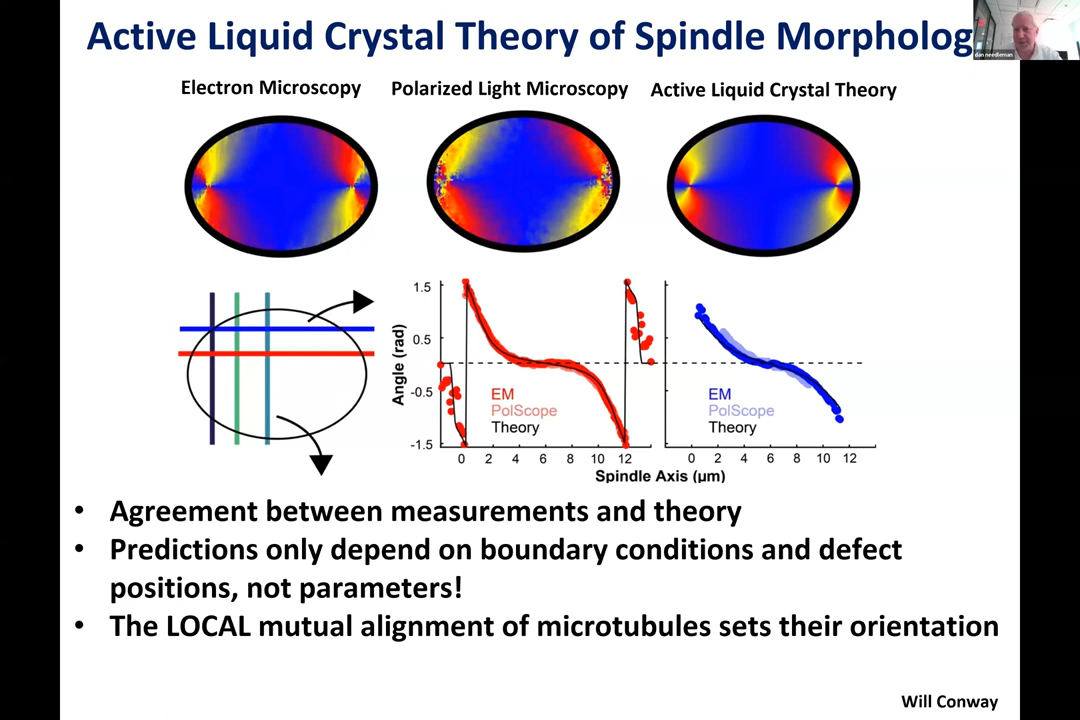 Active Liquid Crystal Theory of Spindle Morpholog
dan needleman
Electron Microscopy
Polarized Light Microscopy
Active Liquid Crystal Theory
Angle (rad)
1.5
0.5
-0.5
-1.5
EM
PolScope
Theory
0 2 4 6 8 10 12
EM
PolScope
Theory
0 2 4 6 8 10 12
Spindle Axis (μm)
• Agreement between measurements and theory
• Predictions only depend on boundary conditions and defect
positions, not parameters!
• The LOCAL mutual alignment of microtubules sets their orientation
Will Conway